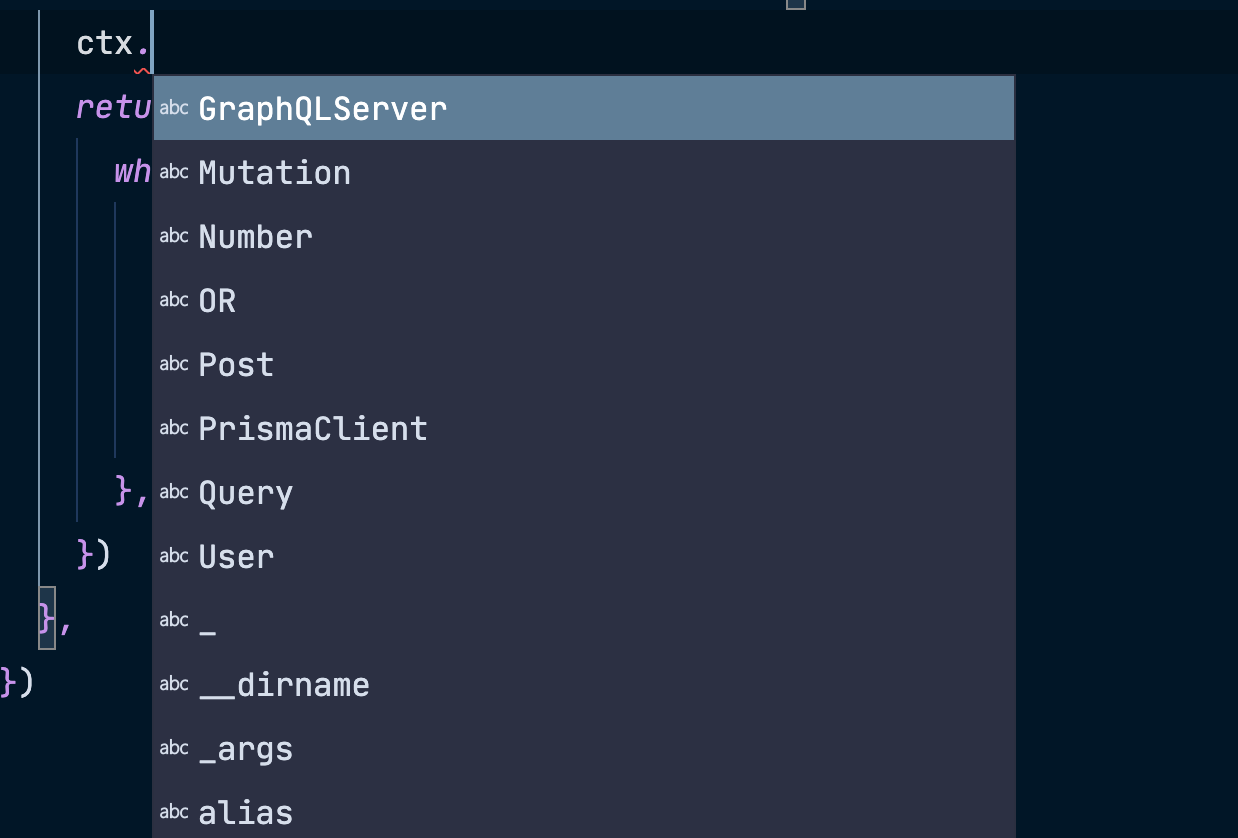 ctx.
retu abc GraphQLServer
wh abc Mutation
abc Number
abc OR
abc Post
abc PrismaClient
}, abc Query
}) abc User
}, abc _
}) abc __dirname
abc _args
abc alias